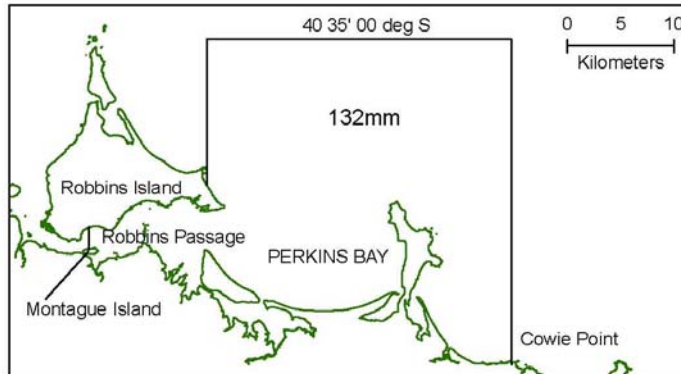 40 35' 00 deg S
0 5 10
Kilometers
132mm
Robbins Island
Robbins Passage
PERKINS BAY
Montague Island
Cowie Point